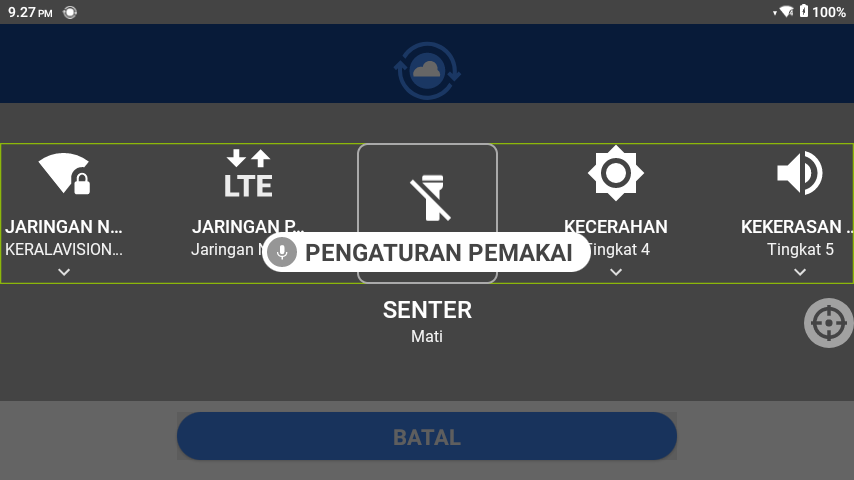 9.27 PM
100%
LTE
JARINGAN N...
KERALAVISION...
JARINGAN P...
Jaringan
KECERAHAN
Tingkat 4
KEKERASAN ...
Tingkat 5
PENGATURAN PEMAKAI
SENTER
Mati
BATAL